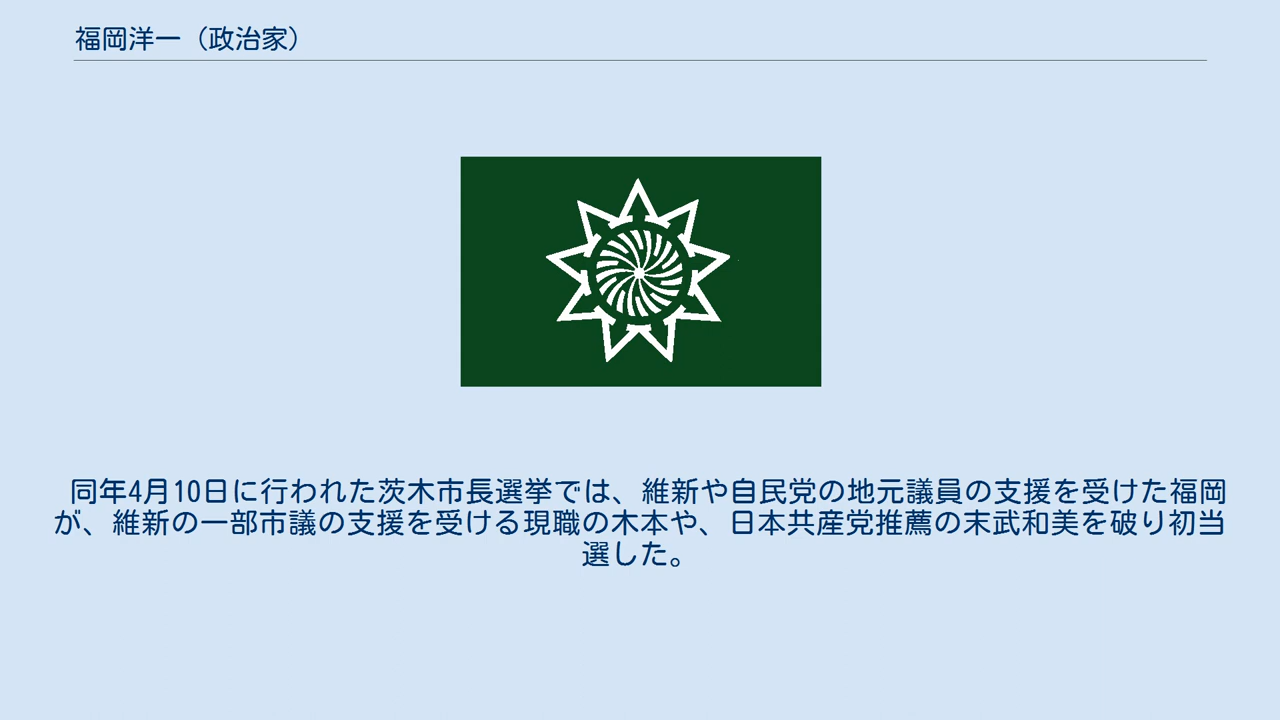 福岡洋一（政治家）
同年4月10日に行われた茨木市長選挙では、維新や自民党の地元議員の支援を受けた福岡
が、維新の一部市議の支援を受ける現職の木本や、日本共産党推薦の末武和美を破り初当
選した。